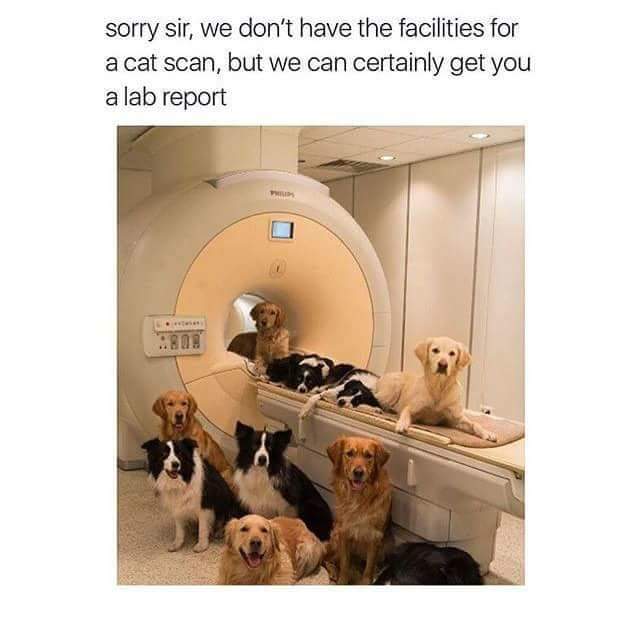 sorry sir, we don't have the facilities for
a cat scan, but we can certainly get you
a lab report
PHILIPS